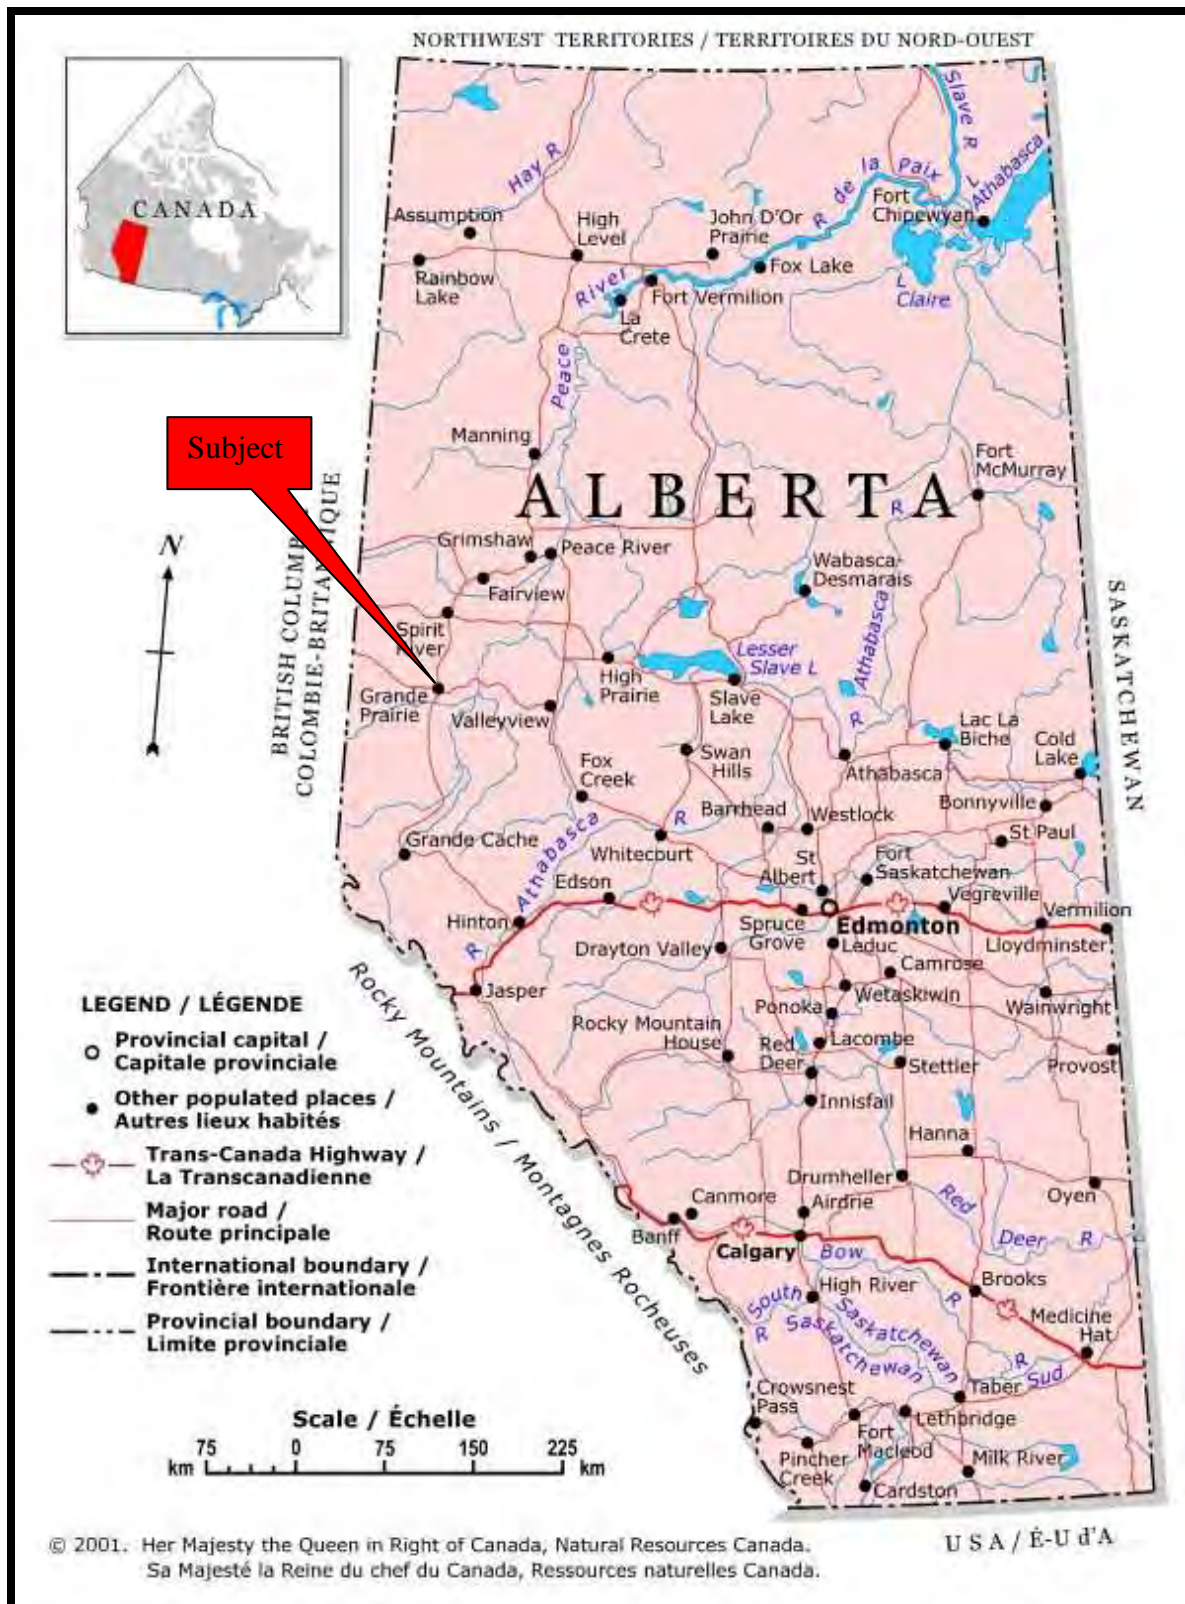 NORTHWEST TERRITORIES / TERRITOIRES DU NORD-OUEST
CANADA
Slave R
Hay R
R de la Paix
L Athabasca
Fort
Chipewyan
Assumption
High
Level
John D'Or
Prairie
Rainbow
Lake
River
Fort Vermilion
Fox Lake
L
Claire
La
Crete
Peace
Subject
Manning
Fort
McMurray
ALBERTA
R
N
Grimshaw
Peace River
Wabasca-
Desmarais
Fairview
Spirit
River
Athabasca
R
Lesser
Slave L
BRITISH
COLOMBIE-BRITANNIQUE
SASKATCHEWAN
Grande
Prairie
Valleyview
High
Prairie
Slave
Lake
Lac La
Biche
Cold
Lake
Fox
Creek
Swan
Hills
Athabasca
Bonnyville
Barrhead
Westlock
St Paul
Grande Cache
Athabasca
R
R
Whitecourt
St
Albert
Fort
Saskatchewan
Edson
Vegreville
Hinton
Spruce
Grove
Edmonton
Vermilion
Lloydminster
Drayton Valley
Leduc
Camrose
Jasper
Wetaskiwin
Wainwright
Ponoka
Rocky Mountain
House
Red
Deer
Lacombe
Stettler
Provost
Innisfail
Hanna
Rocky Mountains / Montagnes Rocheuses
Drumheller
Oyen
Canmore
Airdrie
Red
Deer R
Banff
Calgary
Bow
R
Brooks
High River
South
Saskatchewan
R
Saskatchewan
R
Sud
Medicine
Hat
Crowsnest
Pass
Taber
Fort
Macleod
Lethbridge
Pincher
Creek
Milk River
Cardston
LEGEND / LÉGENDE
Provincial capital /
Capitale provinciale
Other populated places /
Autres lieux habités
Trans-Canada Highway /
La Transcanadienne
Major road /
Route principale
International boundary /
Frontière internationale
Provincial boundary /
Limite provinciale
Scale / Échelle
75 0 75 150 225
km km
USA / É-U d'A
© 2001. Her Majesty the Queen in Right of Canada, Natural Resources Canada.
Sa Majesté la Reine du chef du Canada, Ressources naturelles Canada.